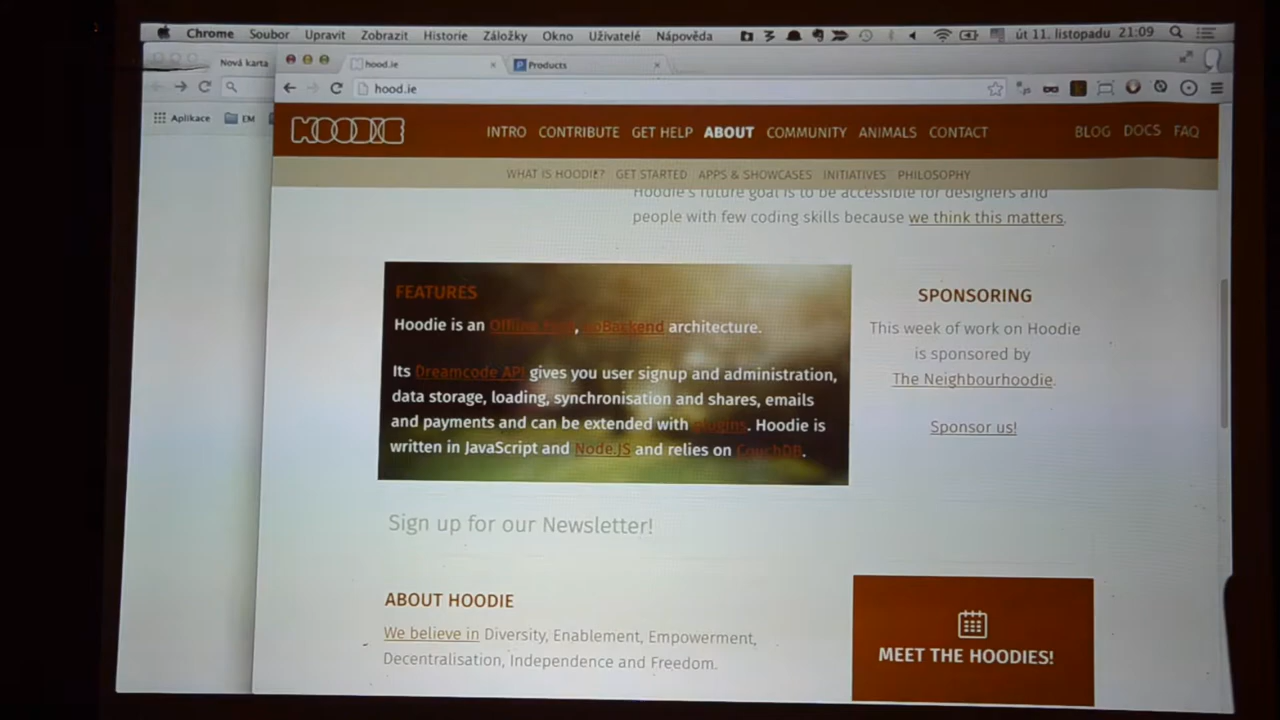 Chrome Soubor Upravit Zobrazit Historie Záložky Okno Uživatelé Nápověda út 11. listopadu 21:09
Nová karta hood.ie Products
hood.ie
Aplikace EM
HOODIE INTRO CONTRIBUTE GET HELP ABOUT COMMUNITY ANIMALS CONTACT BLOG DOCS FAQ
WHAT IS HOODIE? GET STARTED APPS & SHOWCASES INITIATIVES PHILOSOPHY
Hoodie's future goal is to be accessible for designers and
people with few coding skills because we think this matters.
FEATURES
Hoodie is an Offline First, noBackend architecture.
Its Dreamcode API gives you user signup and administration,
data storage, loading, synchronisation and shares, emails
and payments and can be extended with plugins. Hoodie is
written in JavaScript and Node.JS and relies on CouchDB.
SPONSORING
This week of work on Hoodie
is sponsored by
The Neighbourhoodie.
Sponsor us!
Sign up for our Newsletter!
ABOUT HOODIE
We believe in Diversity, Enablement, Empowerment,
Decentralisation, Independence and Freedom.
MEET THE HOODIES!